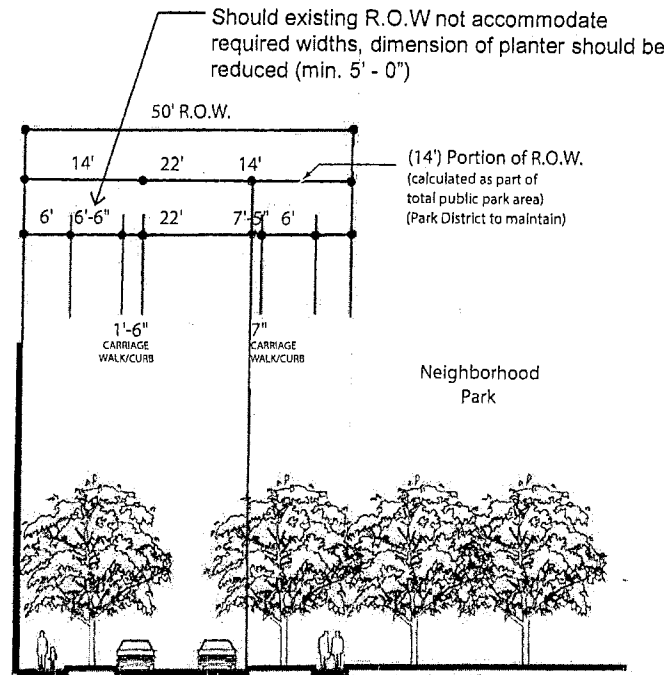 Should existing R.O.W not accommodate
required widths, dimension of planter should be
reduced (min. 5' - 0")
50' R.O.W.
14' 22' 14'
(14') Portion of R.O.W.
(calculated as part of
total public park area)
(Park District to maintain)
6' 6'-6" 22' 7'-5" 6'
1'-6" 7"
CARRIAGE CARRIAGE
WALK/CURB WALK/CURB
Neighborhood
Park